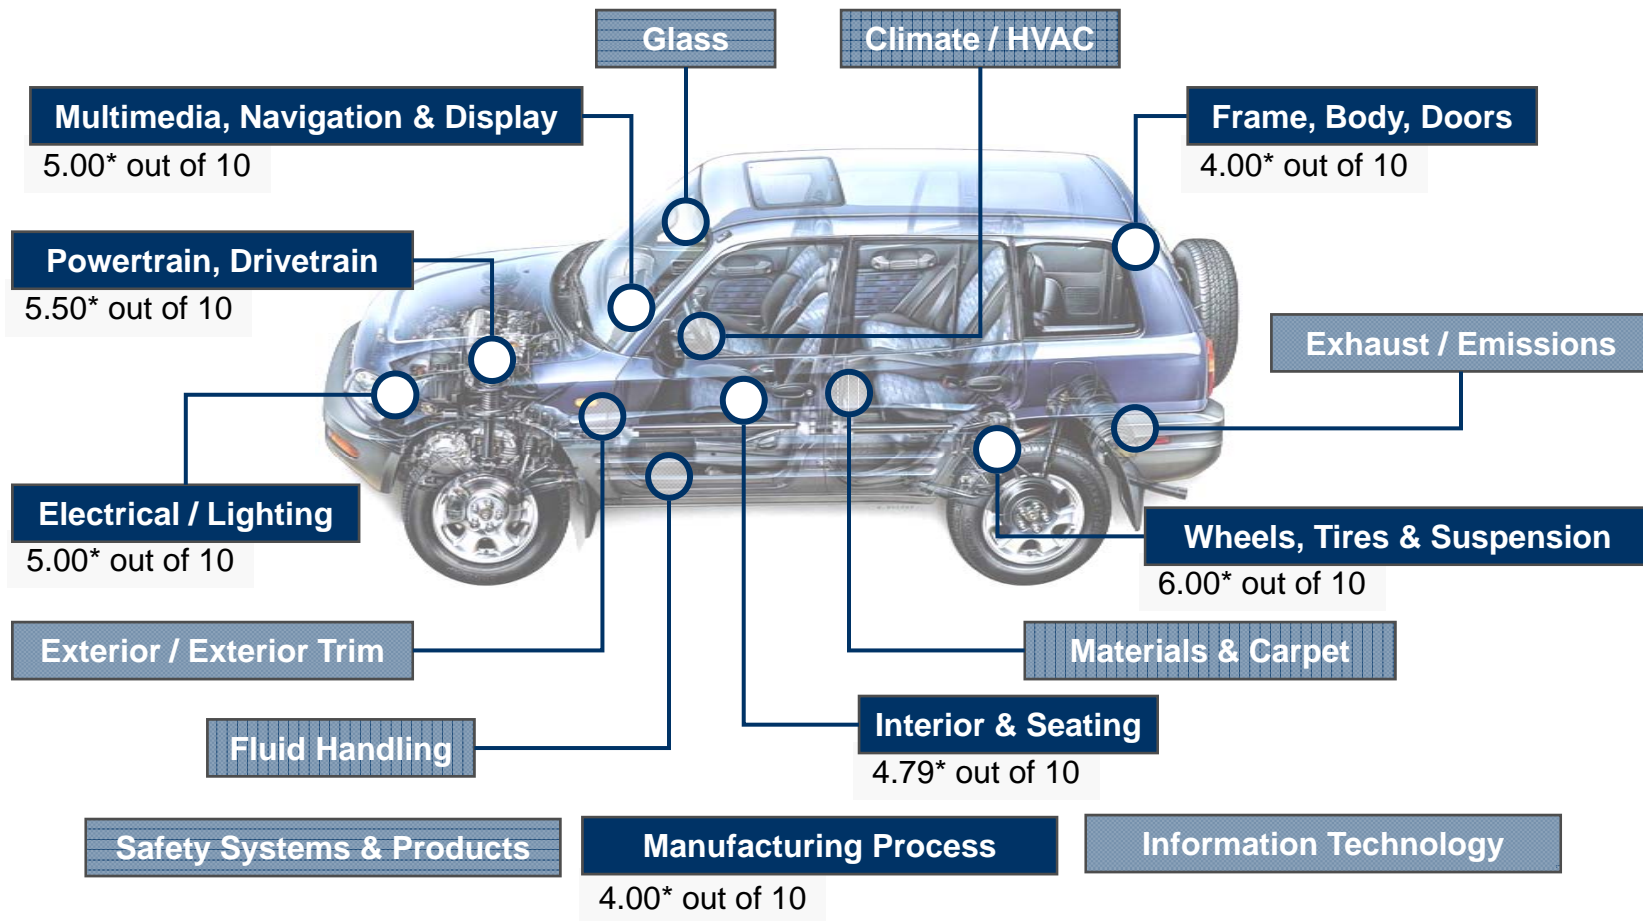 Glass
Climate / HVAC
Multimedia, Navigation & Display
5.00* out of 10
Frame, Body, Doors
4.00* out of 10
Powertrain, Drivetrain
5.50* out of 10
Exhaust / Emissions
Electrical / Lighting
5.00* out of 10
Wheels, Tires & Suspension
6.00* out of 10
Exterior / Exterior Trim
Materials & Carpet
Fluid Handling
Interior & Seating
4.79* out of 10
Safety Systems & Products
Manufacturing Process
4.00* out of 10
Information Technology